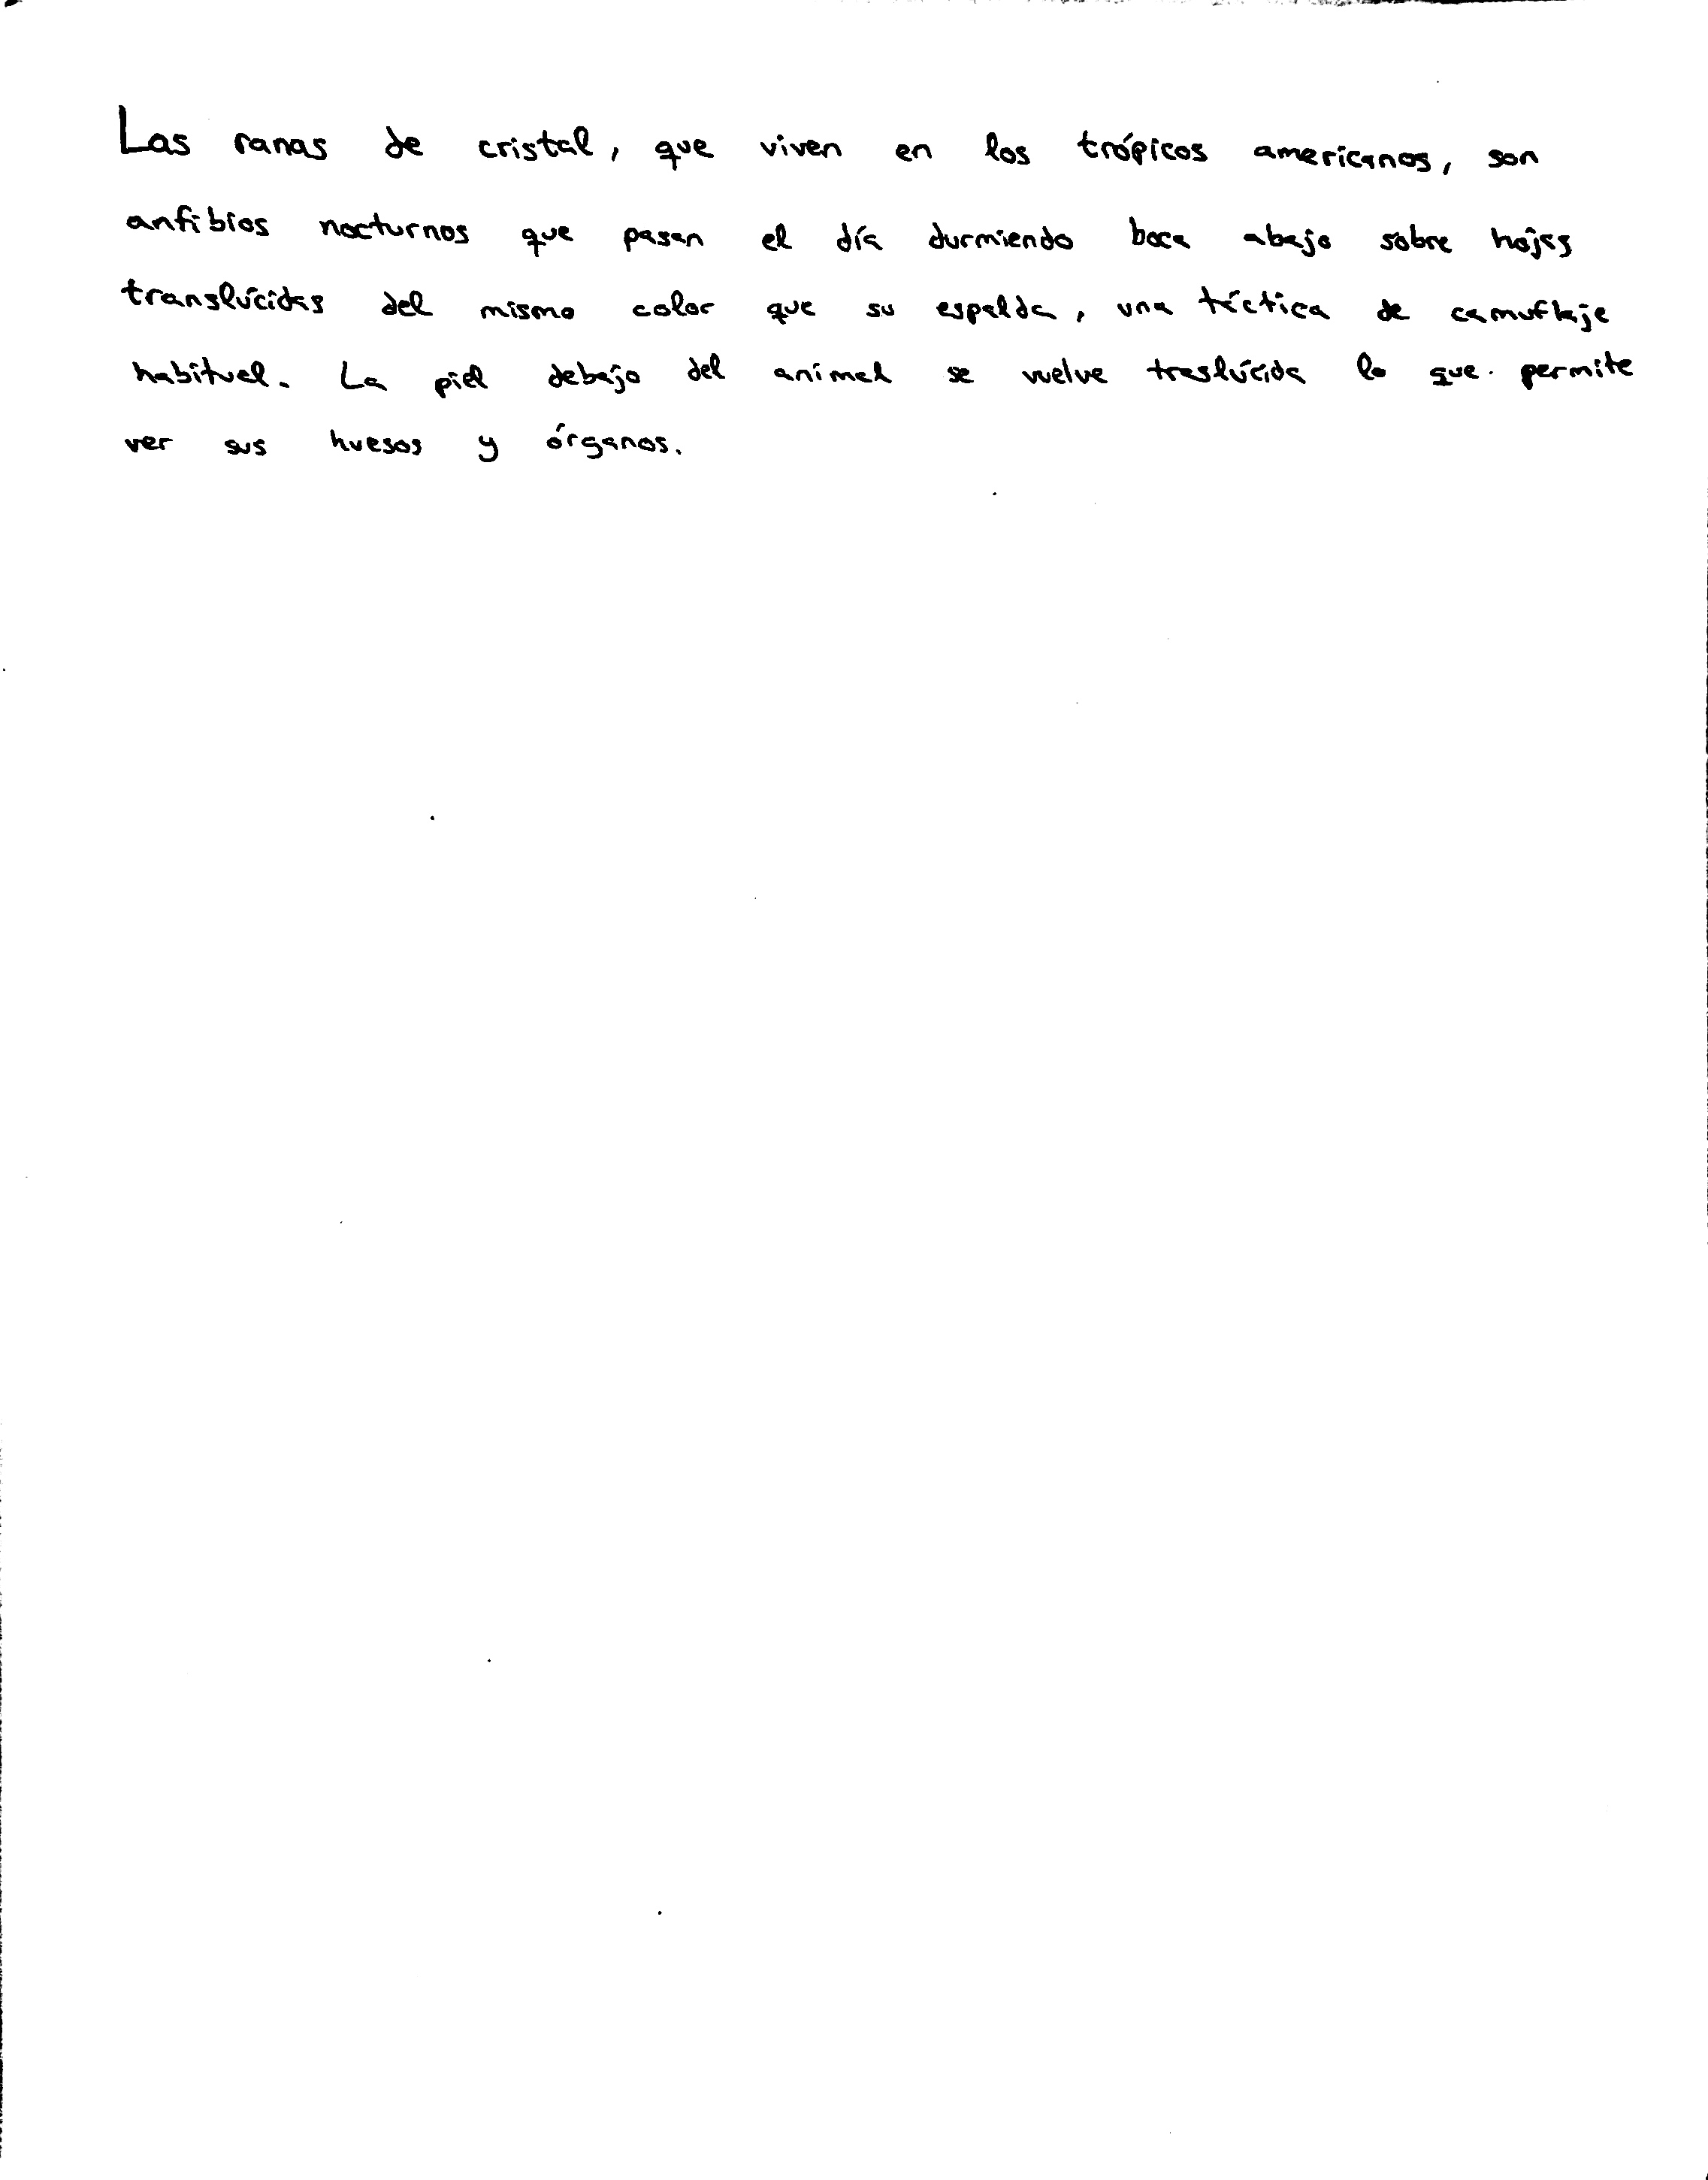 Las ranas de cristal, que viven en los trópicos americanos, son
anfibios nocturnos que pasan el día durmiendo boca abajo sobre hojas
translúcidas del mismo color que su espalda, una táctica de camuflaje
habitual. La piel debajo del animal se vuelve traslúcida lo que permite
ver sus huesos y órganos.